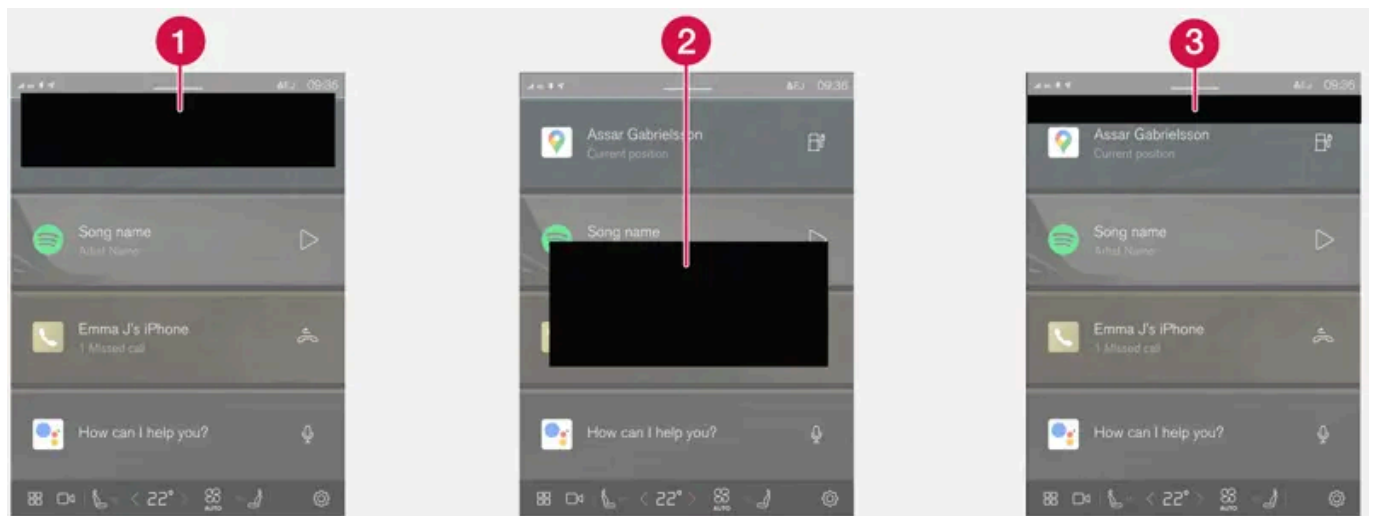 1
2
3
09:36
09:36
09:36
Assar Gabrielsson
Current position
Assar Gabrielsson
Current position
Song name
Artist Name
Song name
Song name
Artist Name
Emma J's iPhone
1 Missed call
Emma J's iPhone
1 Missed call
How can I help you?
How can I help you?
How can I help you?
22°
AUTO
22°
AUTO
22°
AUTO